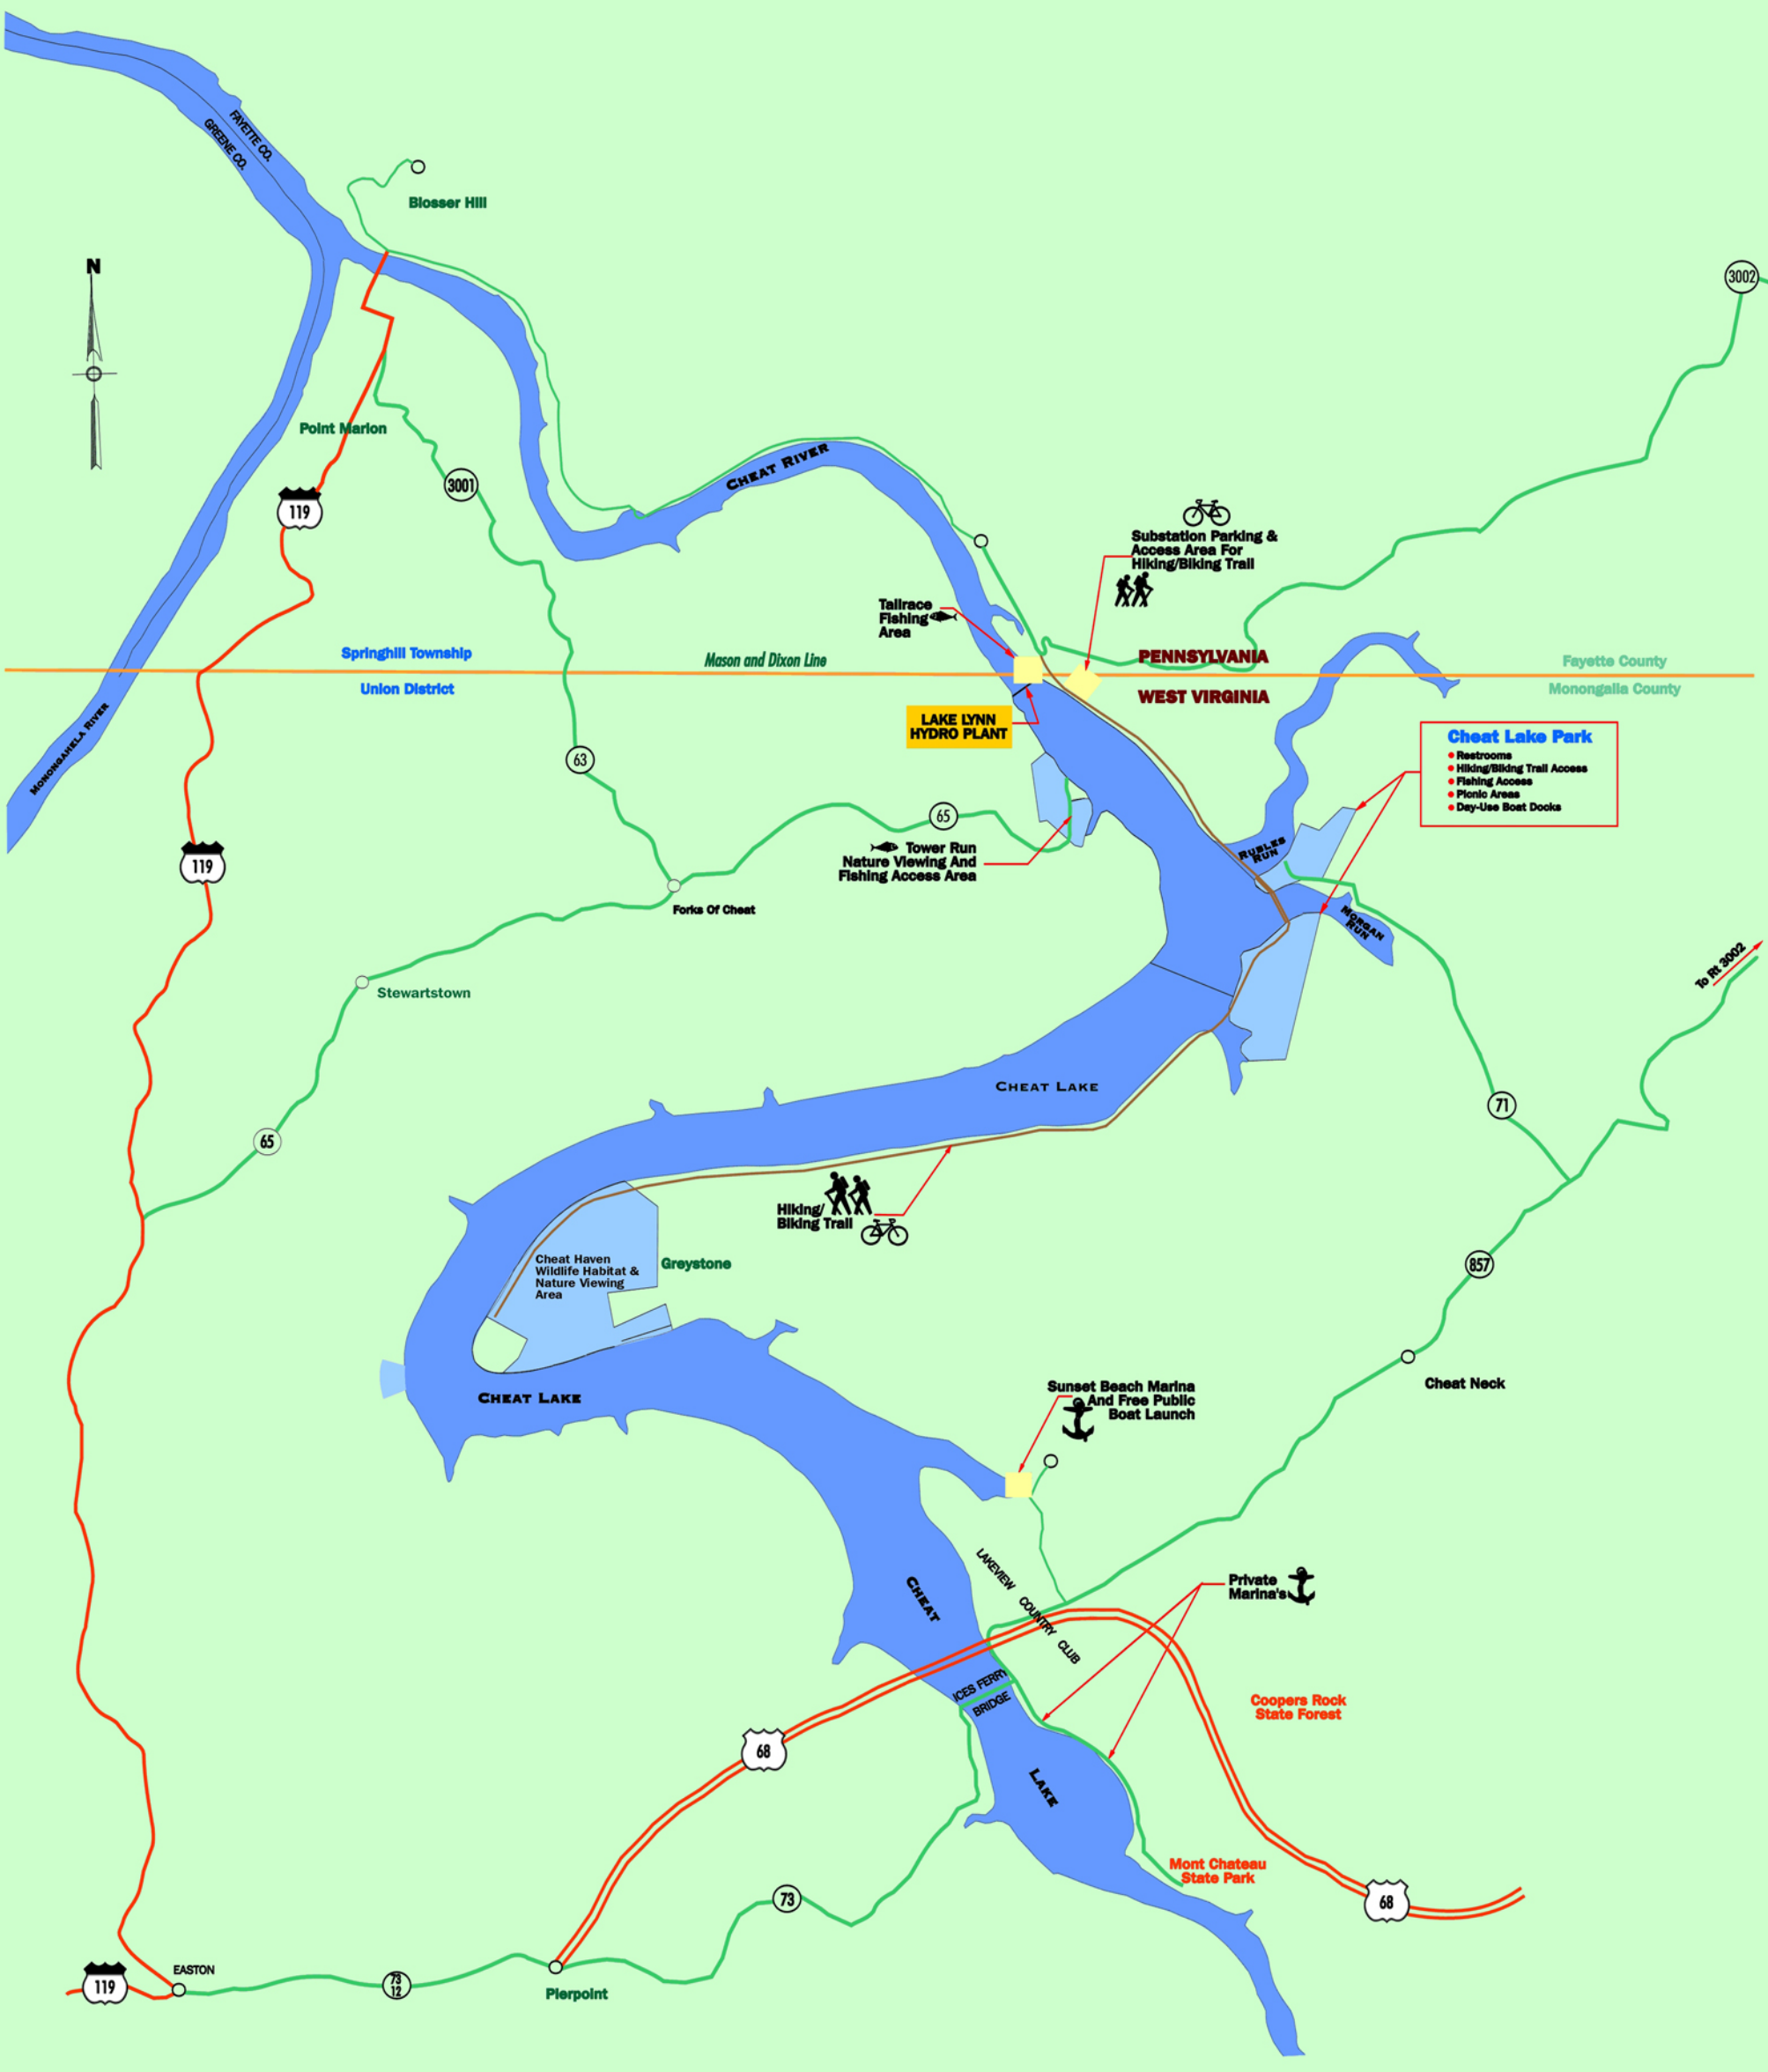 FAYETTE CO.
GREENE CO.
Blosser Hill
N
3002
Point Marion
3001
119
CHEAT RIVER
Substation Parking &
Access Area For
Hiking/Biking Trail
Tailrace
Fishing
Area
Springhill Township
Mason and Dixon Line
PENNSYLVANIA
Fayette County
Union District
WEST VIRGINIA
Monongalia County
MONONGAHELA RIVER
LAKE LYNN
HYDRO PLANT
Cheat Lake Park
Restrooms
Hiking/Biking Trail Access
Fishing Access
Picnic Areas
Day-Use Boat Docks
63
65
119
Tower Run
Nature Viewing And
Fishing Access Area
RUBLES
RUN
Forks Of Cheat
MORGAN
RUN
To Rt 3002
Stewartstown
CHEAT LAKE
71
65
Hiking/
Biking Trail
Cheat Haven
Wildlife Habitat &
Nature Viewing
Area
Greystone
857
Cheat Neck
CHEAT LAKE
Sunset Beach Marina
And Free Public
Boat Launch
LAKEVIEW COUNTRY CLUB
CHEAT
Private
Marina's
ICES FERRY
BRIDGE
Coopers Rock
State Forest
68
LAKE
Mont Chateau
State Park
73
68
EASTON
119
73
12
Pierpoint